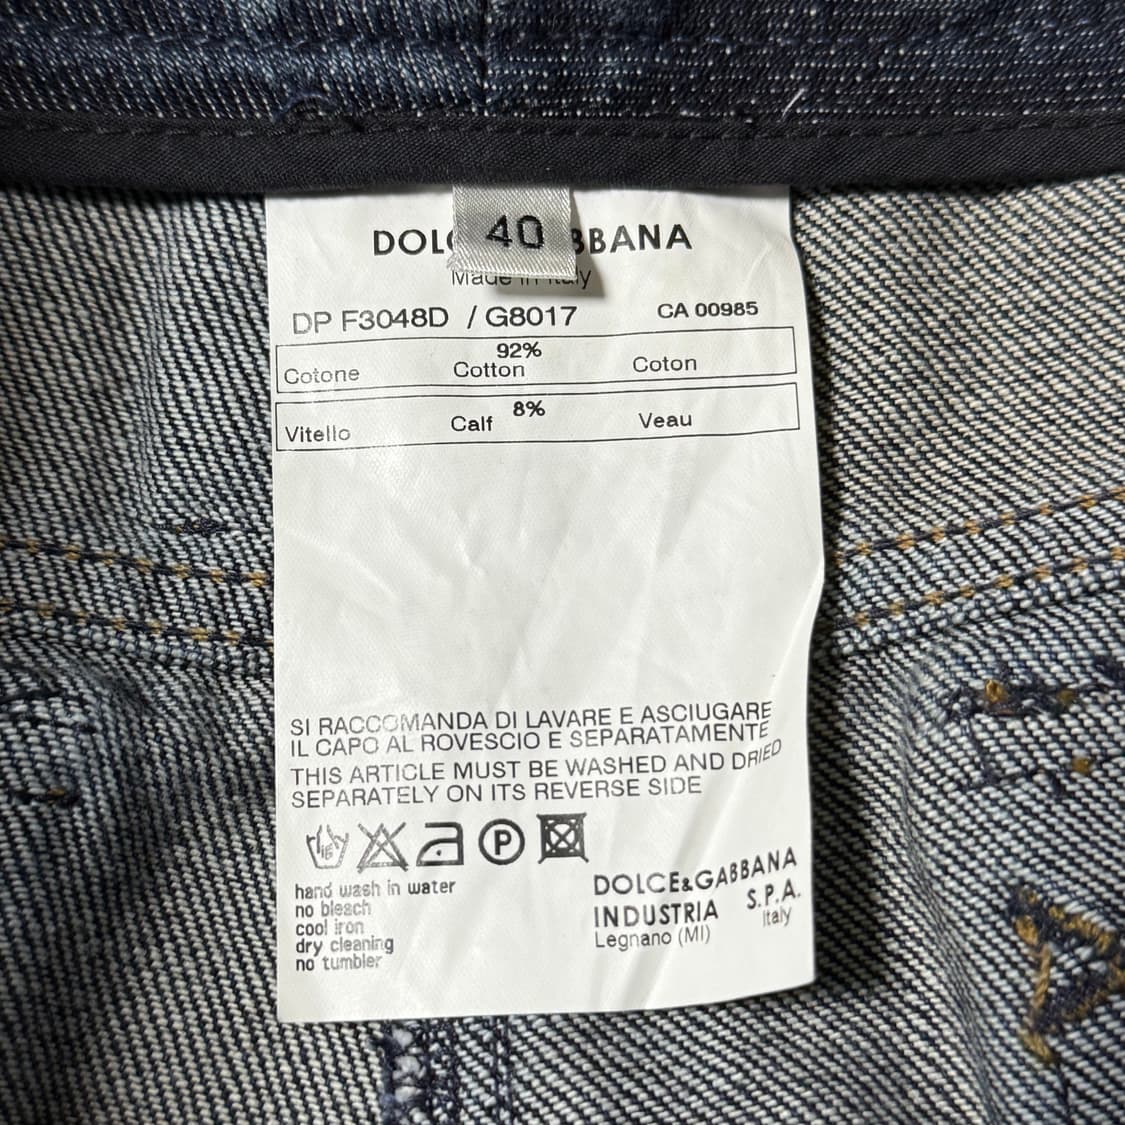 40
DOL BBANA
Made in Italy
DP F3048D / G8017 CA 00985
92%
Cotone Cotton Coton
8%
Vitello Calf Veau
SI RACCOMANDA DI LAVARE E ASCIUGARE
IL CAPO AL ROVESCIO E SEPARATAMENTE
THIS ARTICLE MUST BE WASHED AND DRIED
SEPARATELY ON ITS REVERSE SIDE
P
hand wash in water
no bleach
cool iron
dry cleaning
no tumbler
DOLCE&GABBANA
INDUSTRIA S.P.A.
Legnano (MI) Italy